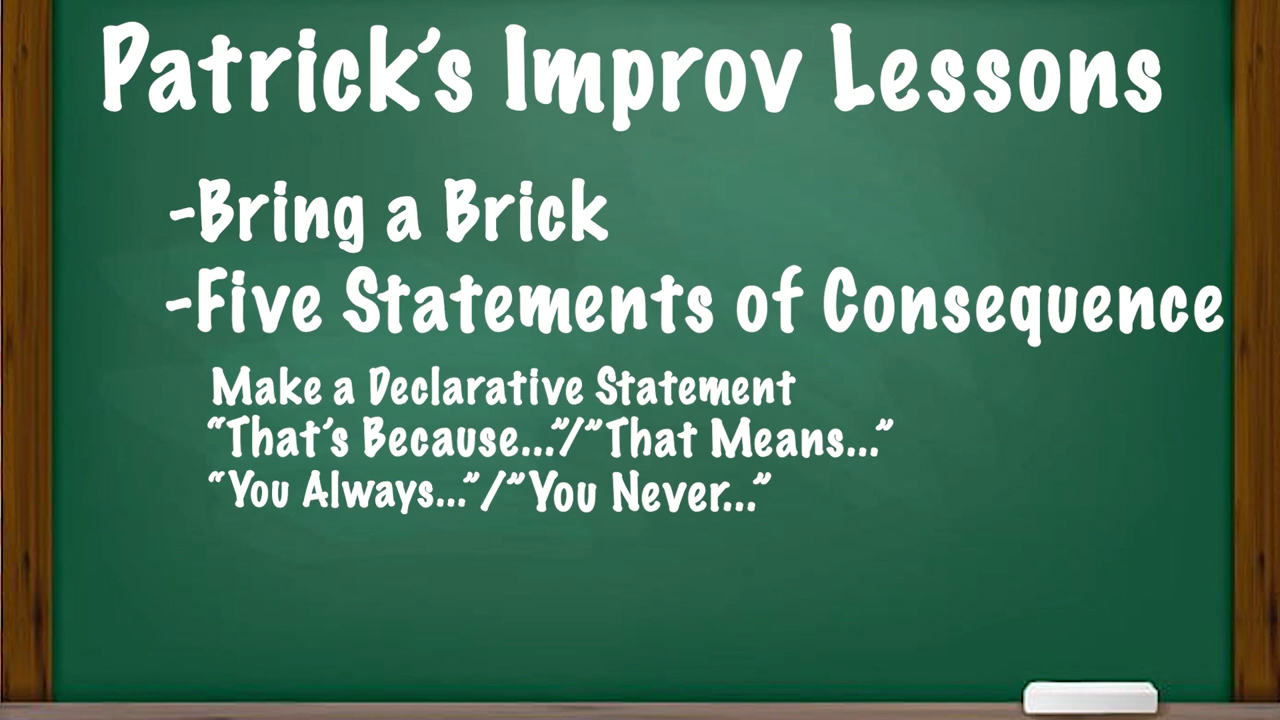 Patrick’s Improv Lessons
-Bring a Brick
-Five Statements of Consequence
Make a Declarative Statement
“That’s Because...”/”That Means...”
“You Always...”/”You Never...”